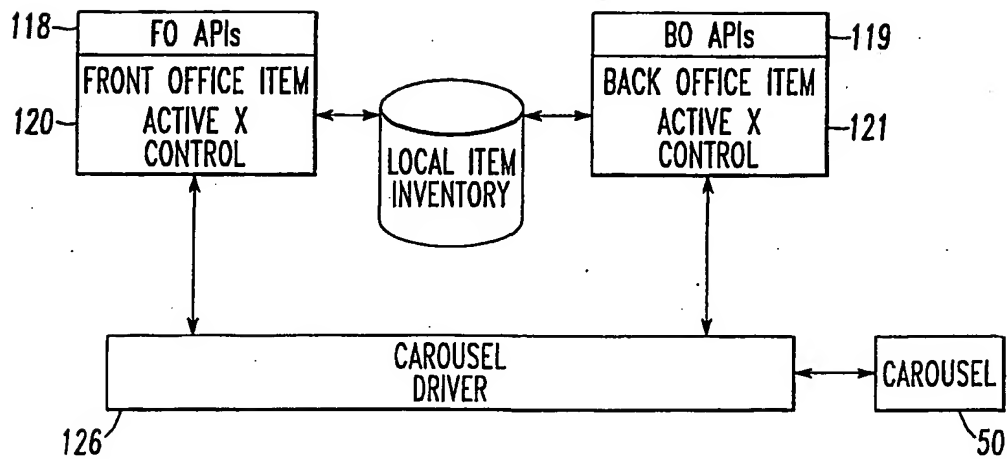 118
FO APIs
120
FRONT OFFICE ITEM
ACTIVE X
CONTROL
LOCAL ITEM
INVENTORY
BO APIs
119
BACK OFFICE ITEM
ACTIVE X
CONTROL
121
CAROUSEL
DRIVER
126
CAROUSEL
50